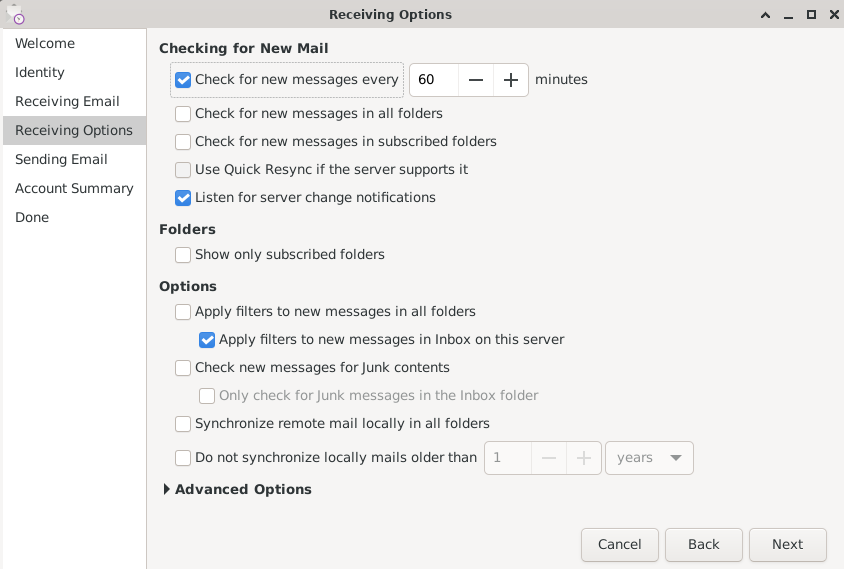 Receiving Options
Welcome
Identity
Receiving Email
Receiving Options
Sending Email
Account Summary
Done
Checking for New Mail
Check for new messages every 60 minutes
Check for new messages in all folders
Check for new messages in subscribed folders
Use Quick Resync if the server supports it
Listen for server change notifications
Folders
Show only subscribed folders
Options
Apply filters to new messages in all folders
Apply filters to new messages in Inbox on this server
Check new messages for Junk contents
Only check for Junk messages in the Inbox folder
Synchronize remote mail locally in all folders
Do not synchronize locally mails older than 1 years
Advanced Options
Cancel Back Next